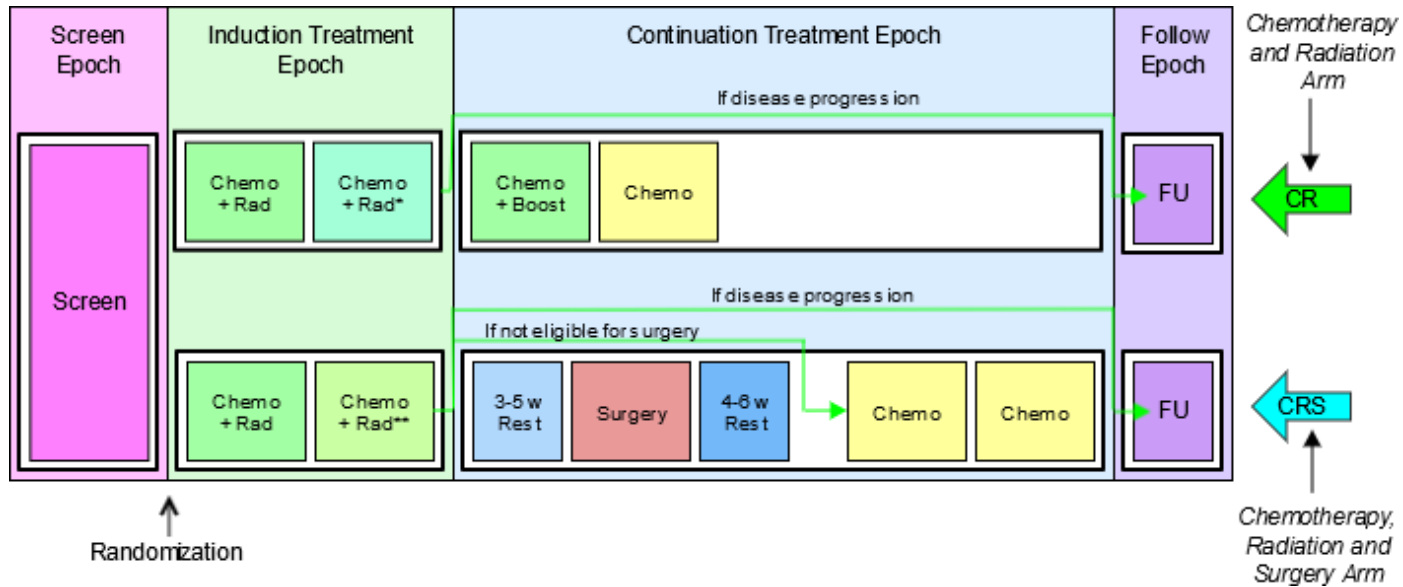 Screen
Epoch
Induction Treatment
Epoch
Continuation Treatment Epoch
Follow
Epoch
Chemotherapy
and Radiation
Arm
If disease progression
Chemo
+ Rad
Chemo
+ Rad*
Chemo
+ Boost
Chemo
FU
CR
Screen
If disease progression
If not eligible for surgery
Chemo
+ Rad
Chemo
+ Rad**
3-5 w
Rest
Surgery
4-6 w
Rest
Chemo
Chemo
FU
CRS
Randomization
Chemotherapy,
Radiation and
Surgery Arm